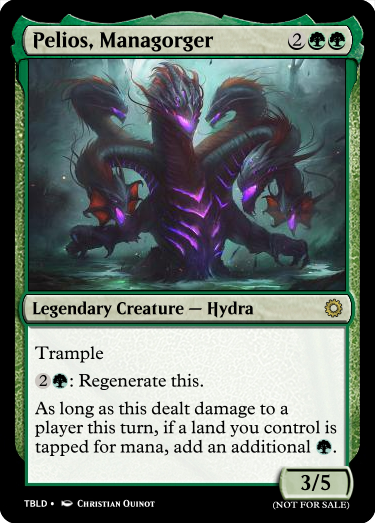 Pelios, Managorger 2
Legendary Creature — Hydra
Trample
2: Regenerate this.
As long as this dealt damage to a
player this turn, if a land you control is
tapped for mana, add an additional .
3/5
TBLD • Christian Quinot
(NOT FOR SALE)